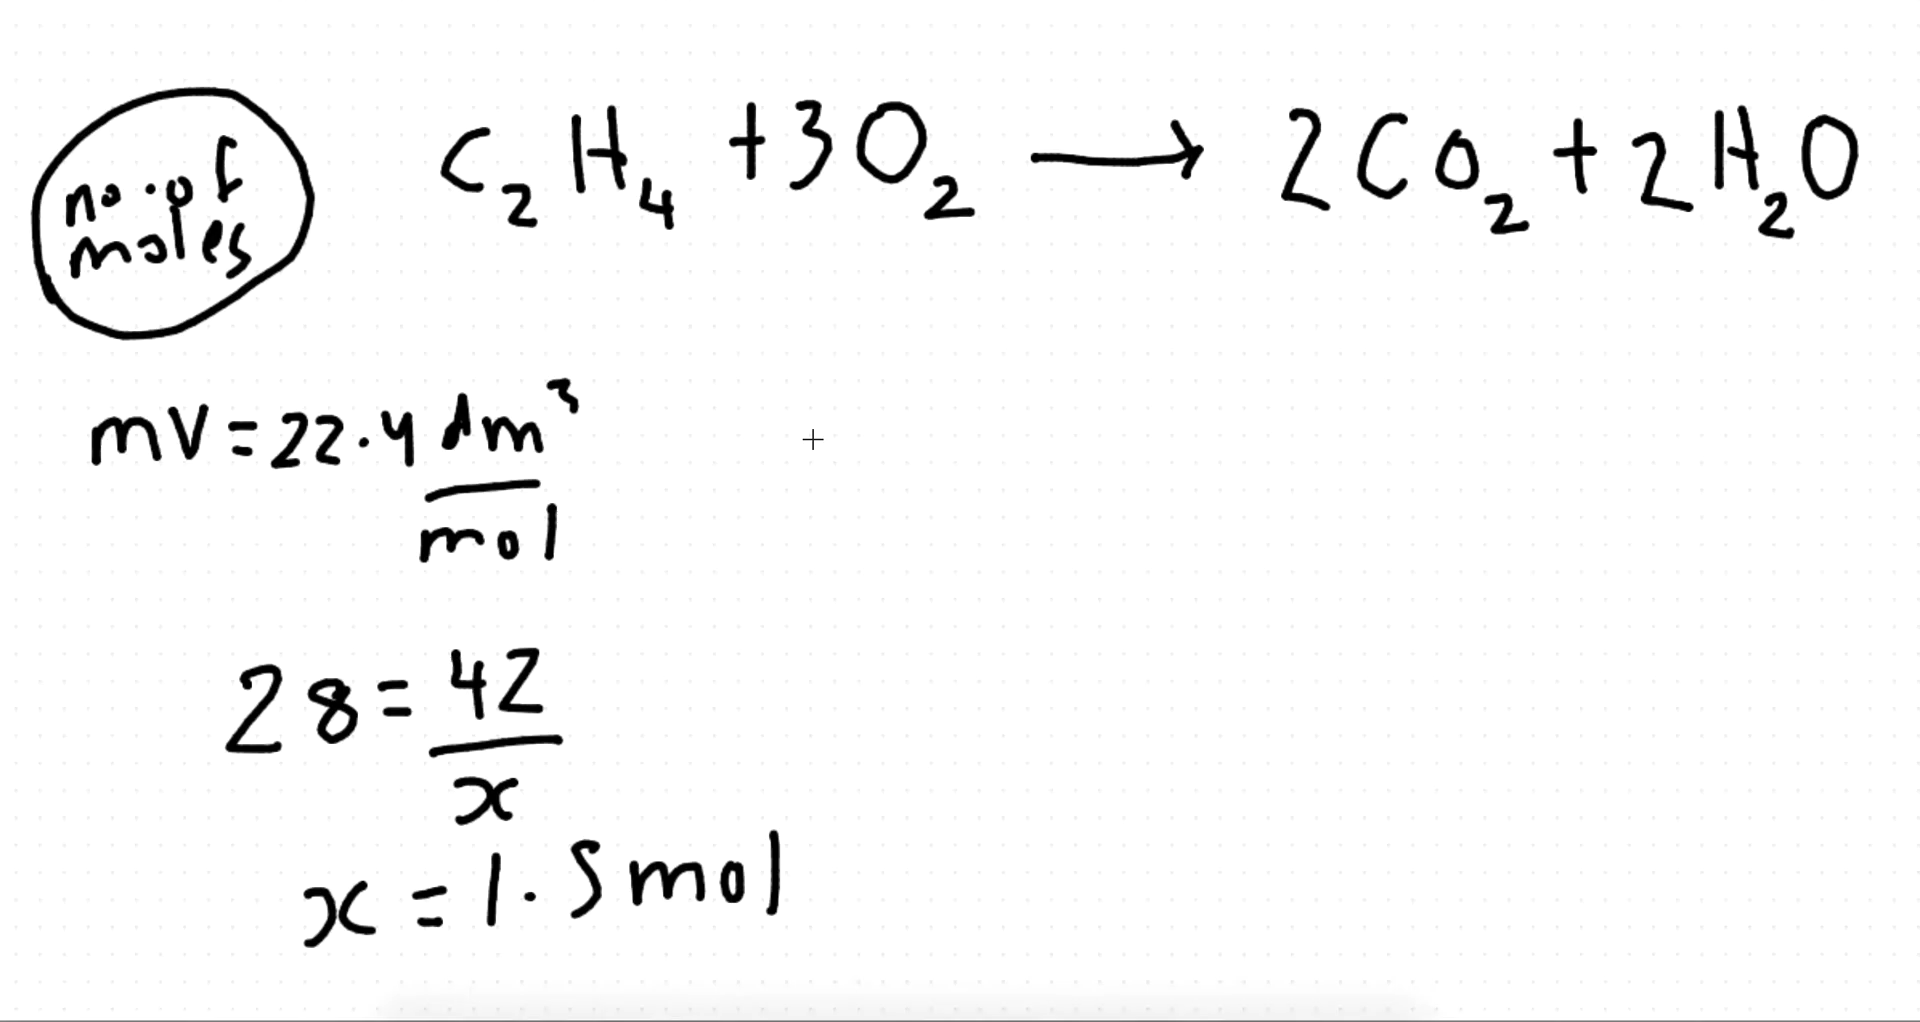 no. of
moles
C₂H₄ + 3O₂ → 2CO₂ + 2H₂O
mV = 22.4 dm³
mol
28 = 42
x
x = 1.5 mol